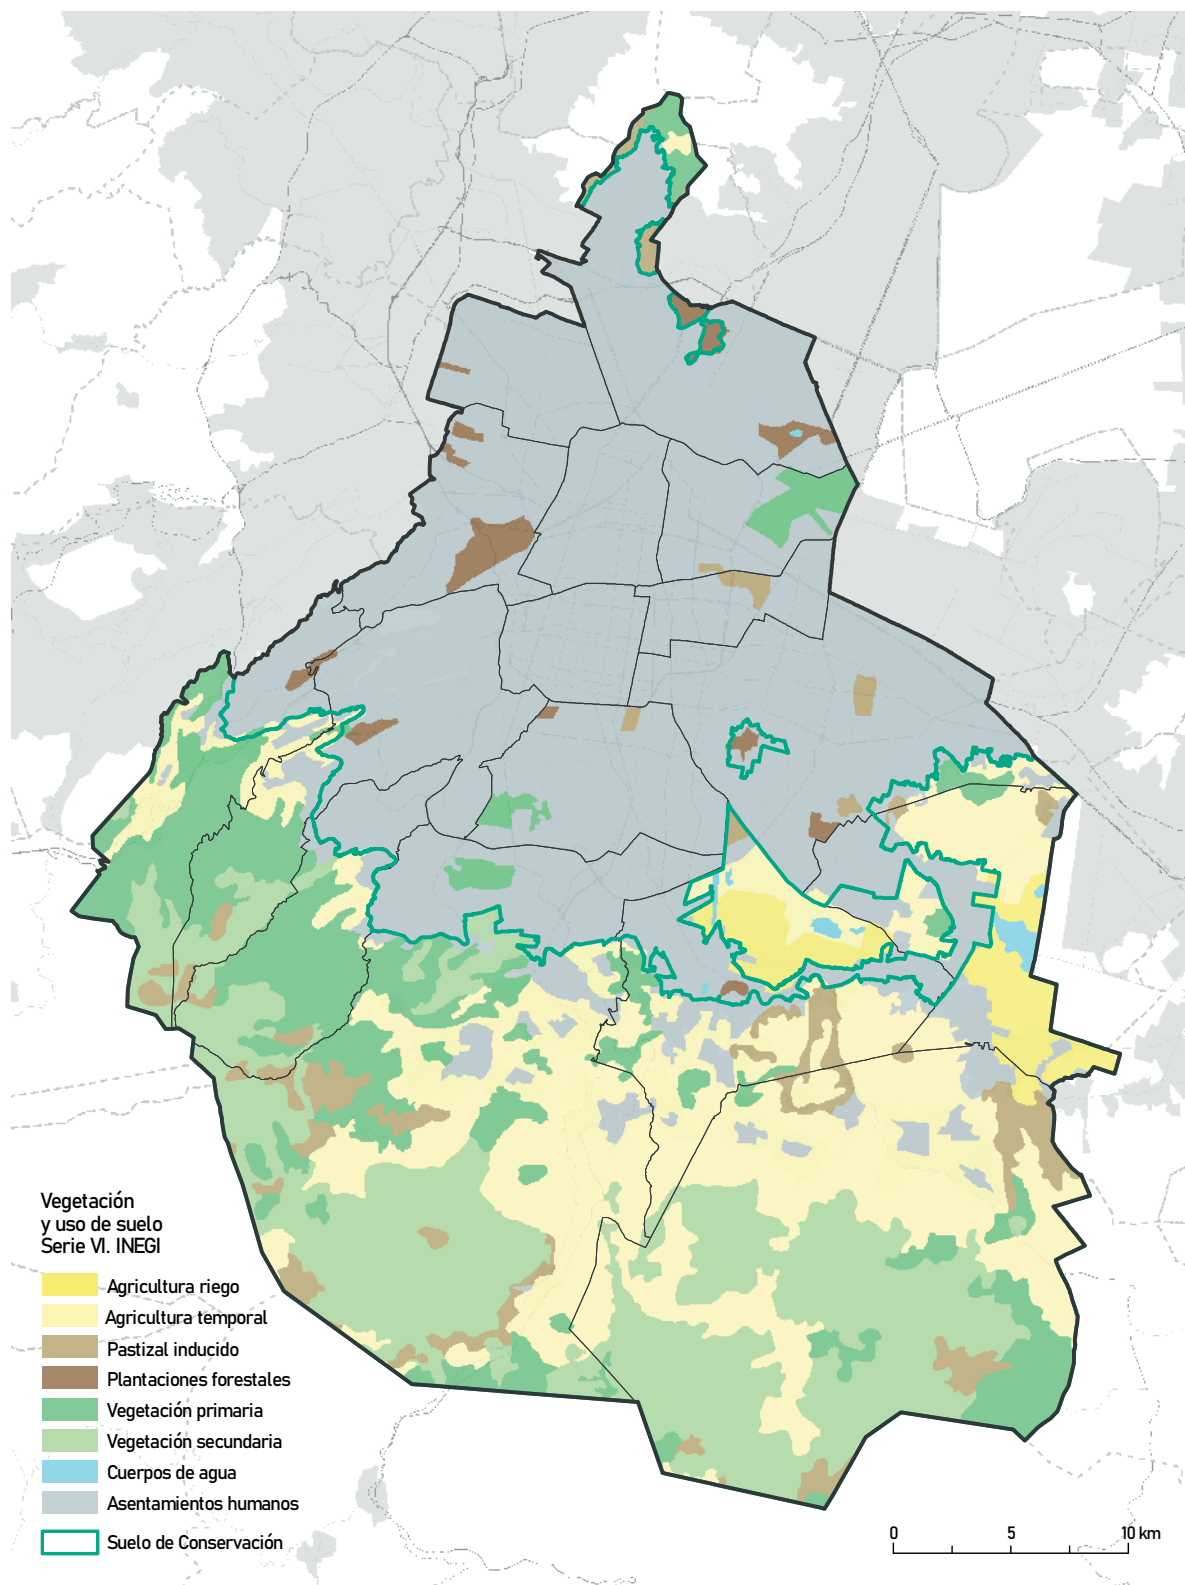 Vegetación
y uso de suelo
Serie VI. INEGI
Agricultura riego
Agricultura temporal
Pastizal inducido
Plantaciones forestales
Vegetación primaria
Vegetación secundaria
Cuerpos de agua
Asentamientos humanos
Suelo de Conservación
0 5 10 km